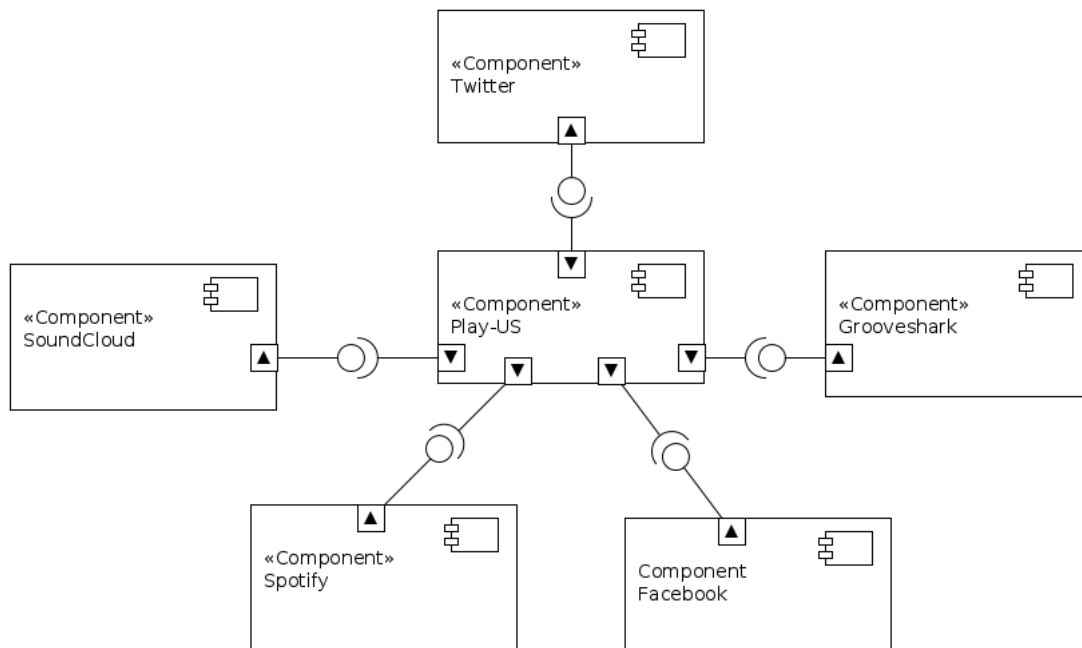 «Component»
Twitter
«Component»
SoundCloud
«Component»
Play-US
«Component»
Grooveshark
«Component»
Spotify
Component
Facebook